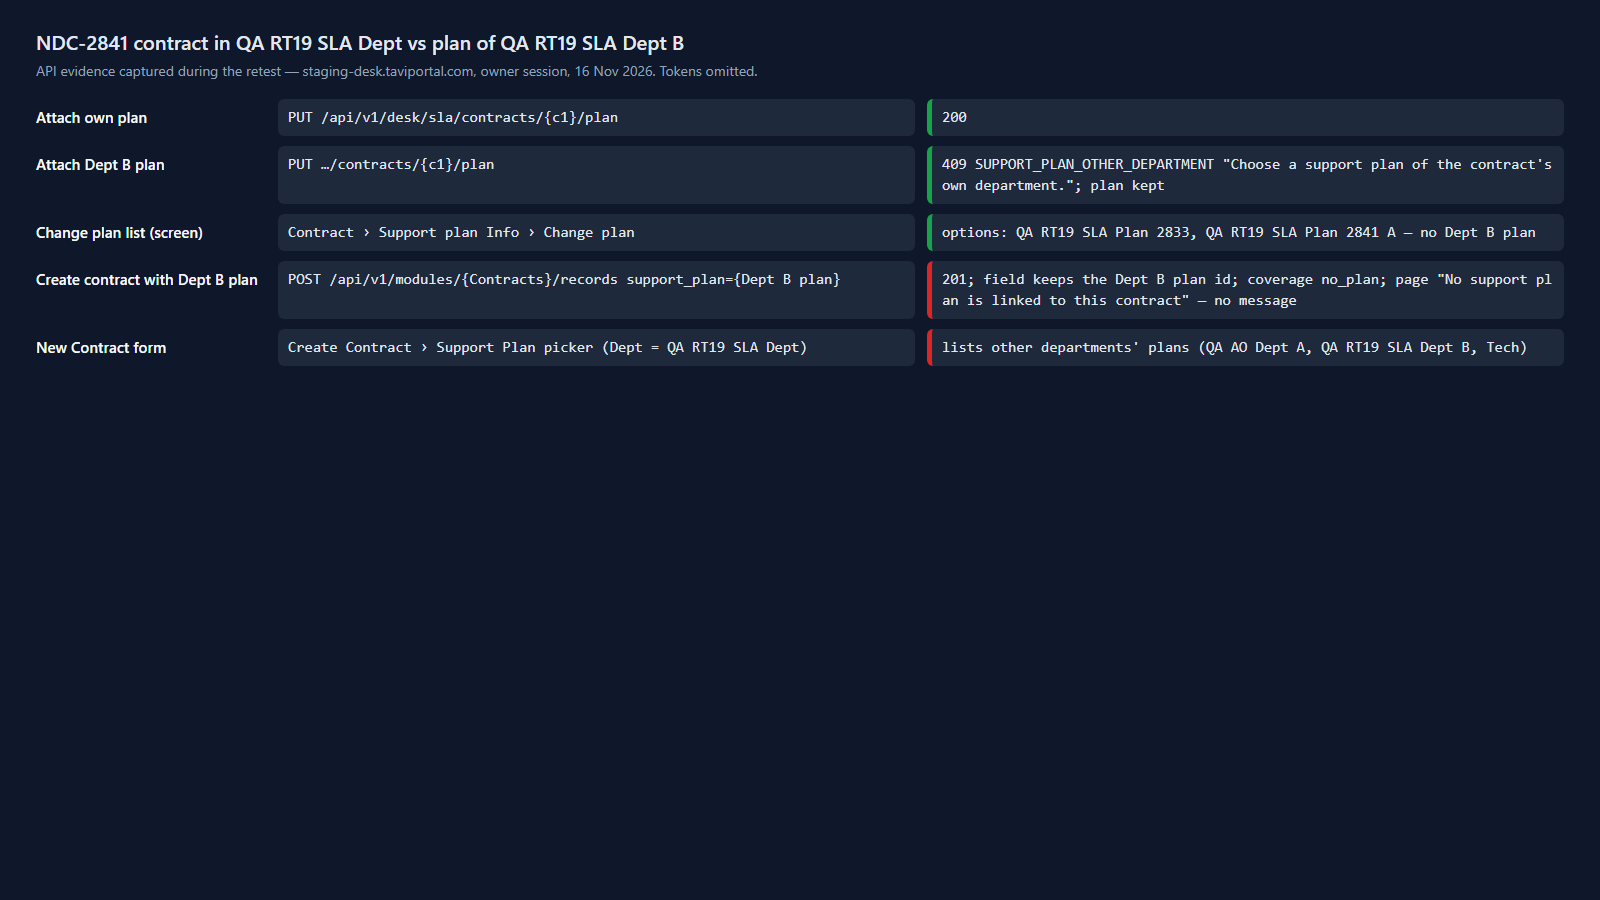 NDC-2841 contract in QA RT19 SLA Dept vs plan of QA RT19 SLA Dept B
API evidence captured during the retest — staging-desk.taviportal.com, owner session, 16 Nov 2026. Tokens omitted.
Attach own plan
PUT /api/v1/desk/sla/contracts/{c1}/plan
200
Attach Dept B plan
PUT …/contracts/{c1}/plan
409 SUPPORT_PLAN_OTHER_DEPARTMENT "Choose a support plan of the contract's
own department."; plan kept
Change plan list (screen)
Contract › Support plan Info › Change plan
options: QA RT19 SLA Plan 2833, QA RT19 SLA Plan 2841 A — no Dept B plan
Create contract with Dept B plan
POST /api/v1/modules/{Contracts}/records support_plan={Dept B plan}
201; field keeps the Dept B plan id; coverage no_plan; page "No support pl
an is linked to this contract" — no message
New Contract form
Create Contract › Support Plan picker (Dept = QA RT19 SLA Dept)
lists other departments' plans (QA AO Dept A, QA RT19 SLA Dept B, Tech)